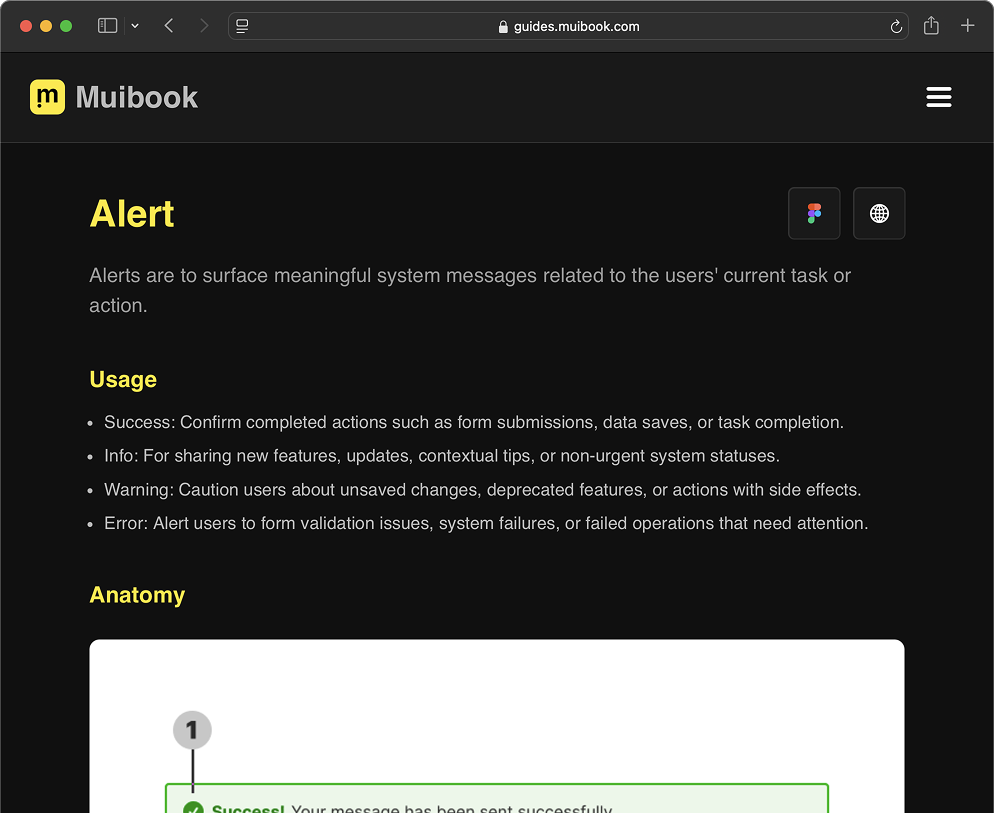 guides.muibook.com
m Muibook
Alert
Alerts are to surface meaningful system messages related to the users' current task or
action.
Usage
• Success: Confirm completed actions such as form submissions, data saves, or task completion.
• Info: For sharing new features, updates, contextual tips, or non-urgent system statuses.
• Warning: Caution users about unsaved changes, deprecated features, or actions with side effects.
• Error: Alert users to form validation issues, system failures, or failed operations that need attention.
Anatomy
1
Success! Your message has been sent successfully